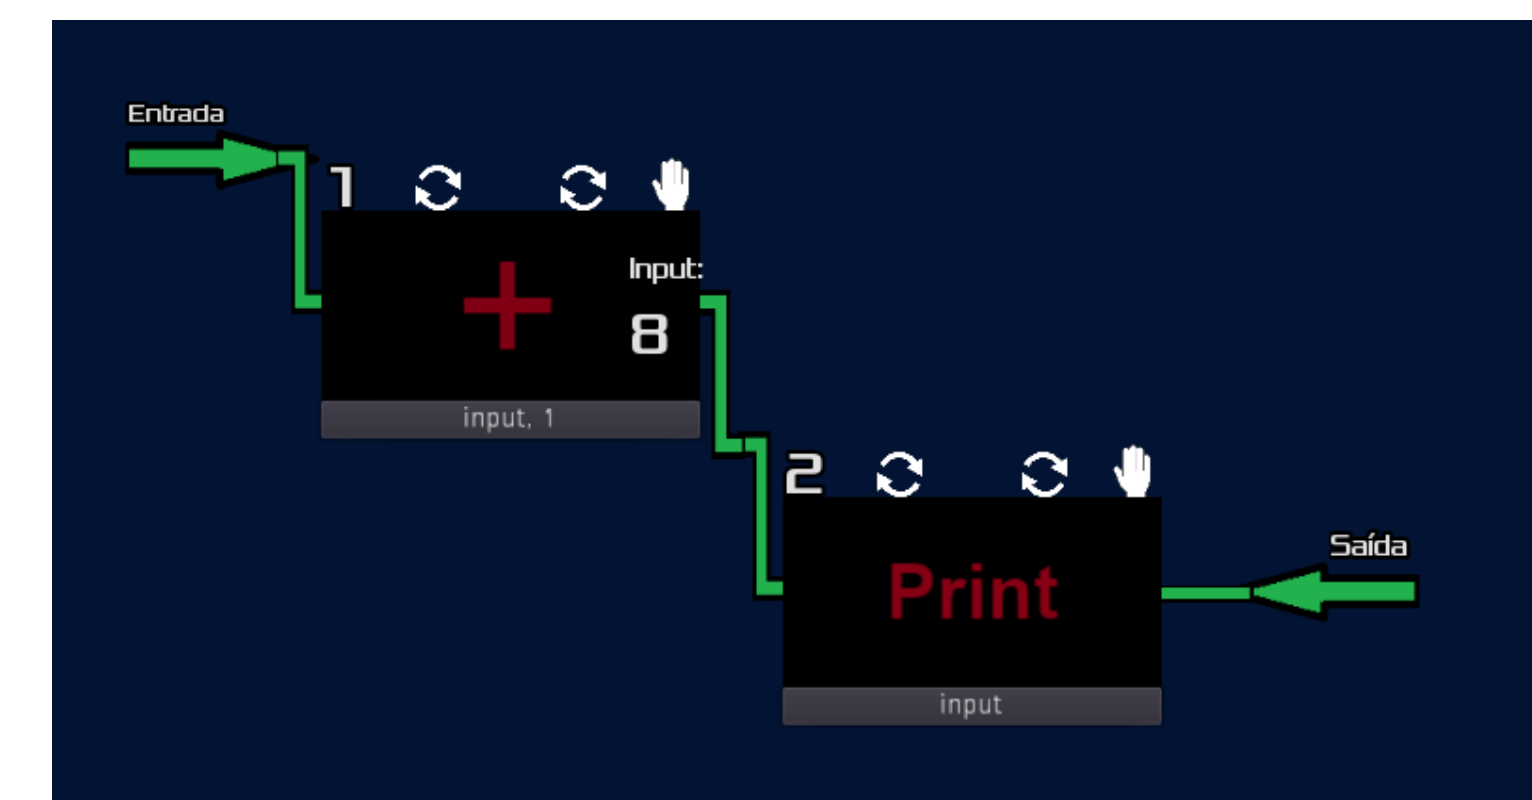 Entrada
1
Input:
8
input, 1
2
Print
input
Saída